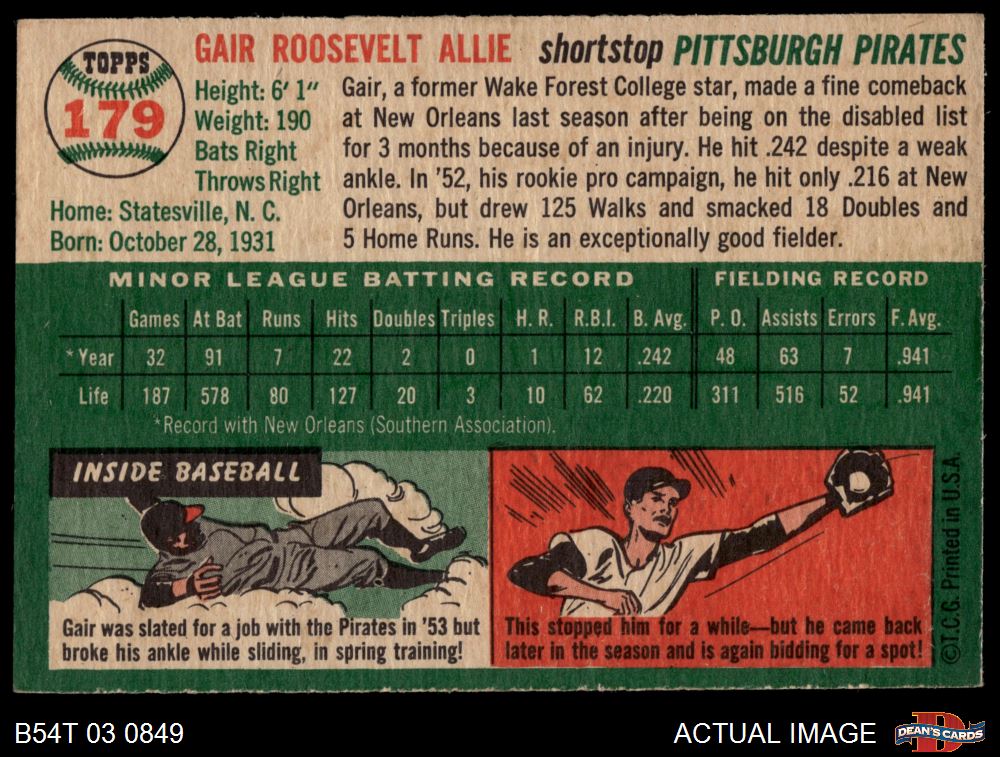 TOPPS
179
GAIR ROOSEVELT ALLIE shortstop PITTSBURGH PIRATES
Height: 6' 1"
Weight: 190
Bats Right
Throws Right
Home: Statesville, N. C.
Born: October 28, 1931
Gair, a former Wake Forest College star, made a fine comeback
at New Orleans last season after being on the disabled list
for 3 months because of an injury. He hit .242 despite a weak
ankle. In '52, his rookie pro campaign, he hit only .216 at New
Orleans, but drew 125 Walks and smacked 18 Doubles and
5 Home Runs. He is an exceptionally good fielder.
MINOR LEAGUE BATTING RECORD FIELDING RECORD
Games At Bat Runs Hits Doubles Triples H. R. R.B.I. B. Avg. P. O. Assists Errors F. Avg.
*Year 32 91 7 22 2 0 1 12 .242 48 63 7 .941
Life 187 578 80 127 20 3 10 62 .220 311 516 52 .941
*Record with New Orleans (Southern Association).
INSIDE BASEBALL
Gair was slated for a job with the Pirates in '53 but
broke his ankle while sliding, in spring training!
This stopped him for a while—but he came back
later in the season and is again bidding for a spot!
©T.C.G. Printed in U.S.A.
B54T 03 0849
ACTUAL IMAGE
D
DEAN'S CARDS